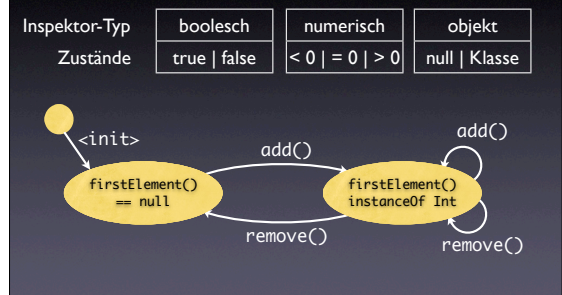 Inspektor-Typ boolesch numerisch objekt
Zustände true | false < 0 | = 0 | > 0 null | Klasse
<init>
add()
add()
firstElement()
== null
firstElement()
instanceOf Int
remove()
remove()